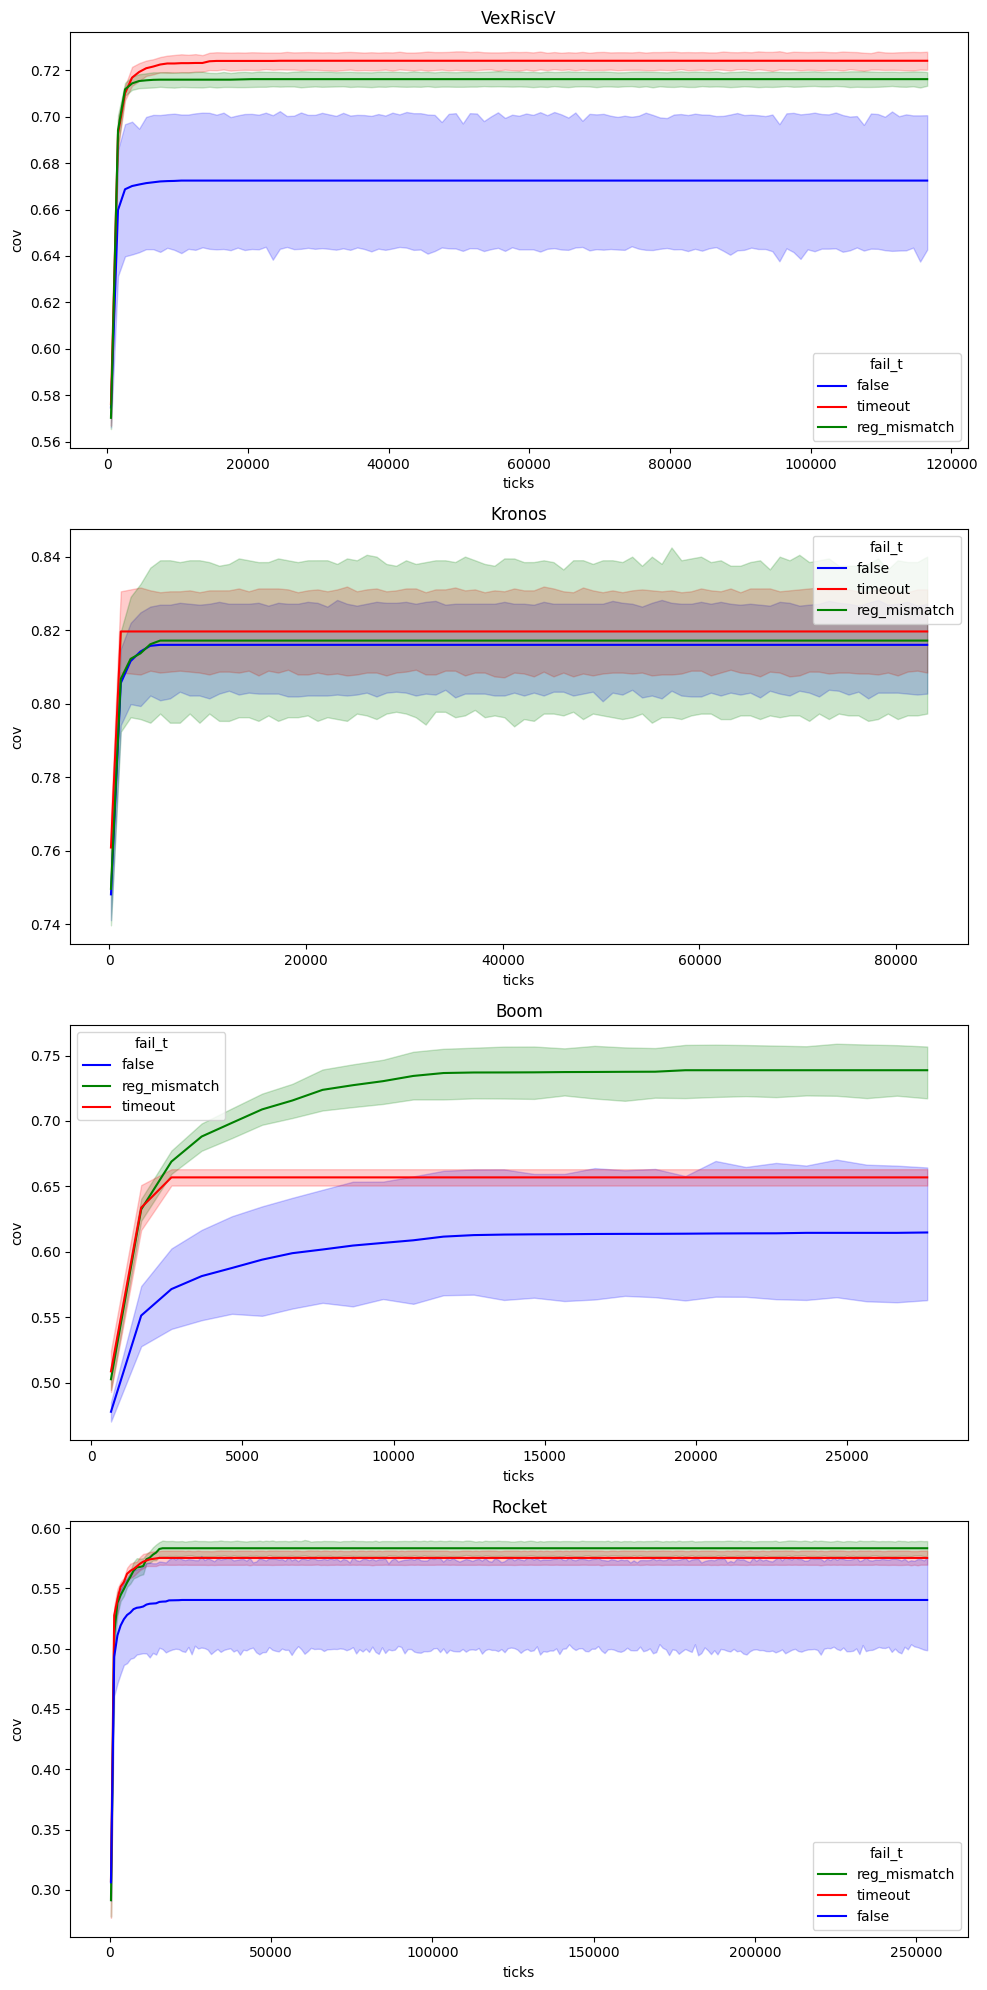 VexRiscV
0.72
0.70
0.68
0.66
0.64
0.62
0.60
0.58
0.56
cov
fail_t
false
timeout
reg_mismatch
0 20000 40000 60000 80000 100000 120000
ticks
Kronos
0.84
0.82
0.80
0.78
0.76
0.74
cov
fail_t
false
timeout
reg_mismatch
0 20000 40000 60000 80000
ticks
Boom
0.75
0.70
0.65
0.60
0.55
0.50
cov
fail_t
false
reg_mismatch
timeout
0 5000 10000 15000 20000 25000
ticks
Rocket
0.60
0.55
0.50
0.45
0.40
0.35
0.30
cov
fail_t
reg_mismatch
timeout
false
0 50000 100000 150000 200000 250000
ticks